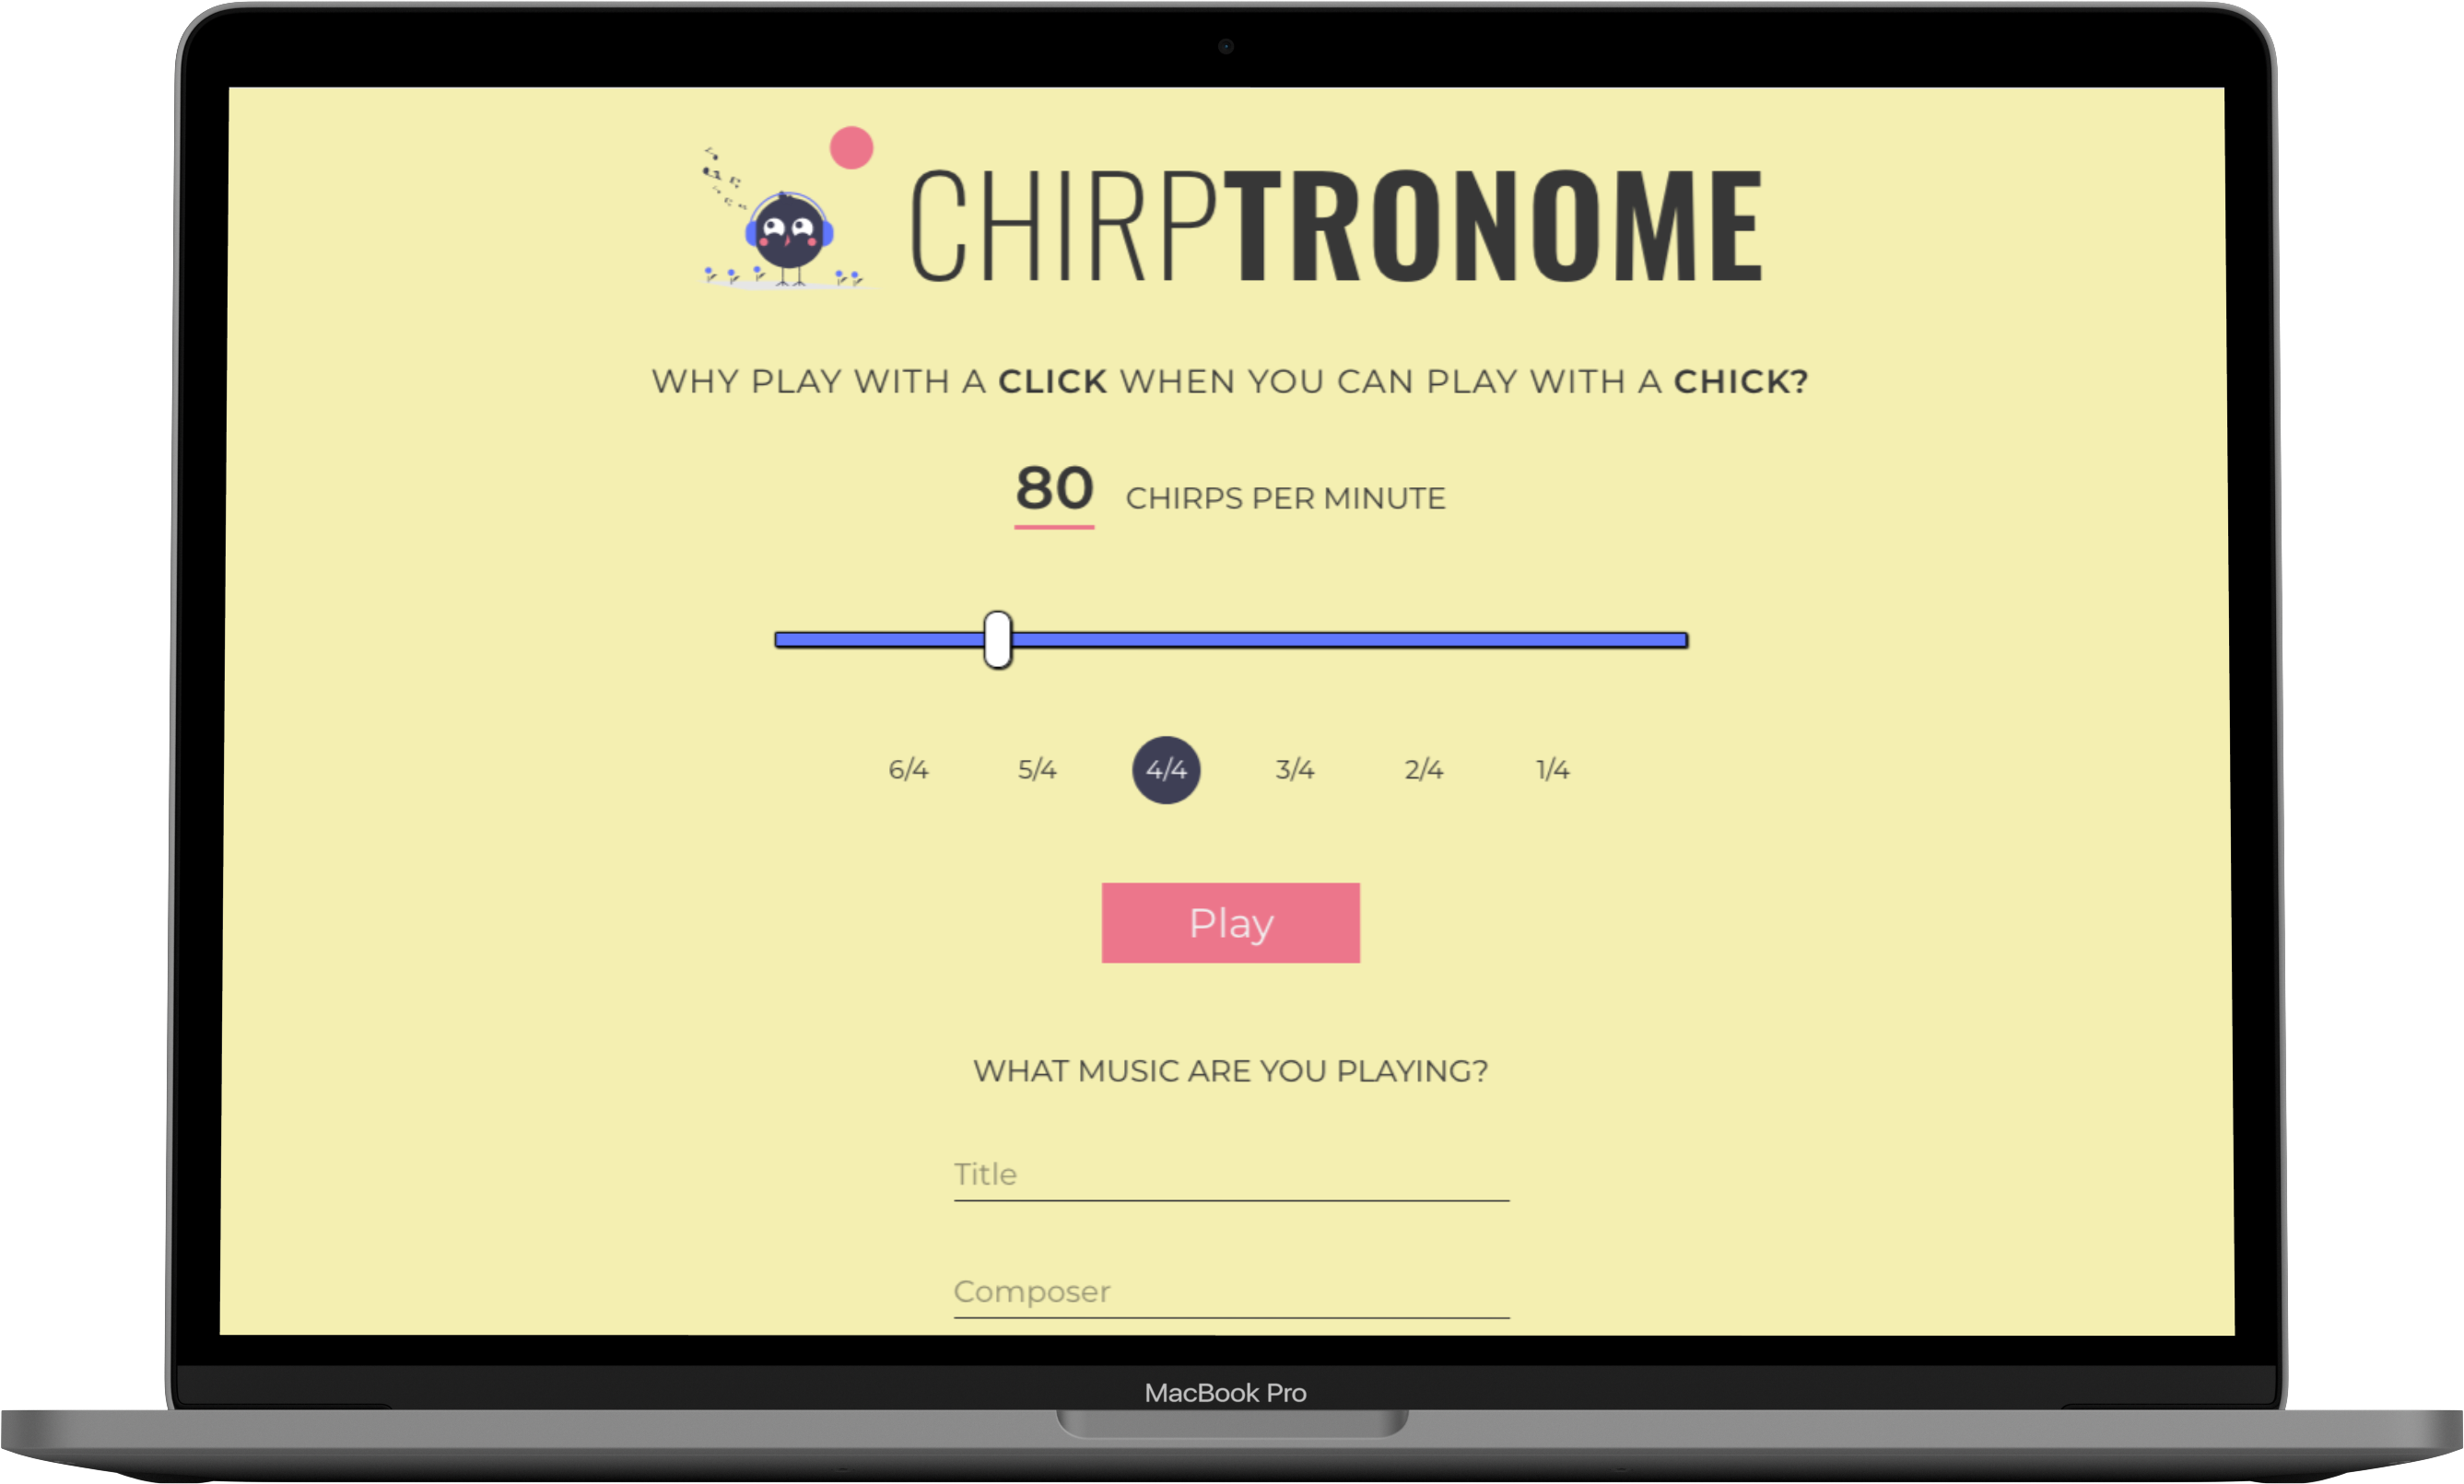 CHIRPTRONOME
WHY PLAY WITH A CLICK WHEN YOU CAN PLAY WITH A CHICK?
80 CHIRPS PER MINUTE
6/4 5/4 4/4 3/4 2/4 1/4
Play
WHAT MUSIC ARE YOU PLAYING?
Title
Composer
MacBook Pro